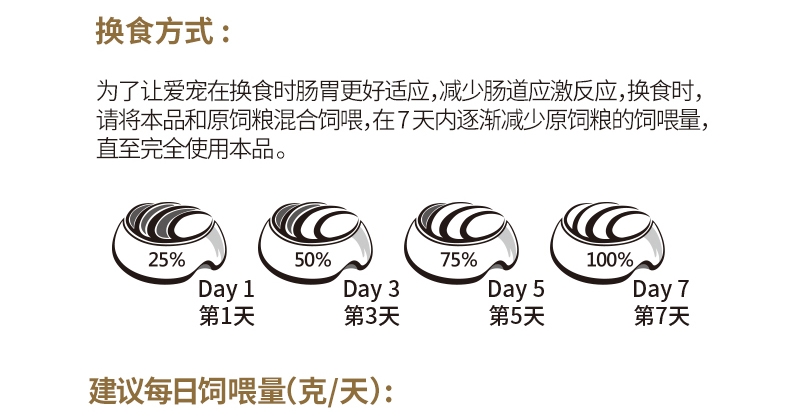 换食方式：
为了让爱宠在换食时肠胃更好适应，减少肠道应激反应，换食时，
请将本品和原饲粮混合饲喂，在7天内逐渐减少原饲粮的饲喂量，
直至完全使用本品。
25% 50% 75% 100%
Day 1 Day 3 Day 5 Day 7
第1天 第3天 第5天 第7天
建议每日饲喂量（克/天）：